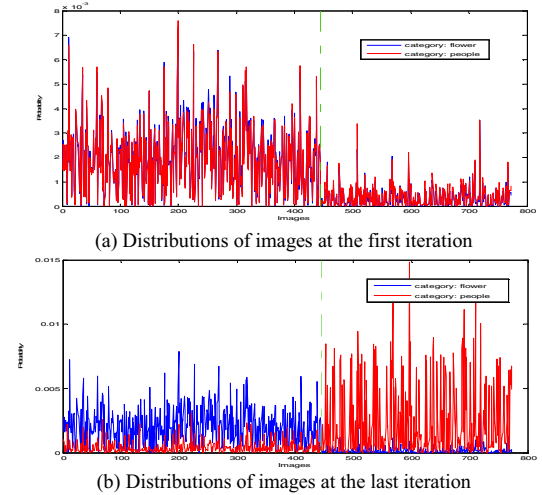 8 x 10⁻³
7
6
5
4
3
2
1
0
category: flower
category: people
0 100 200 300 400 500 600 700 800
Images
(a) Distributions of images at the first iteration
0.015
0.01
0.005
0
category: flower
category: people
0 100 200 300 400 500 600 700 800
Images
(b) Distributions of images at the last iteration